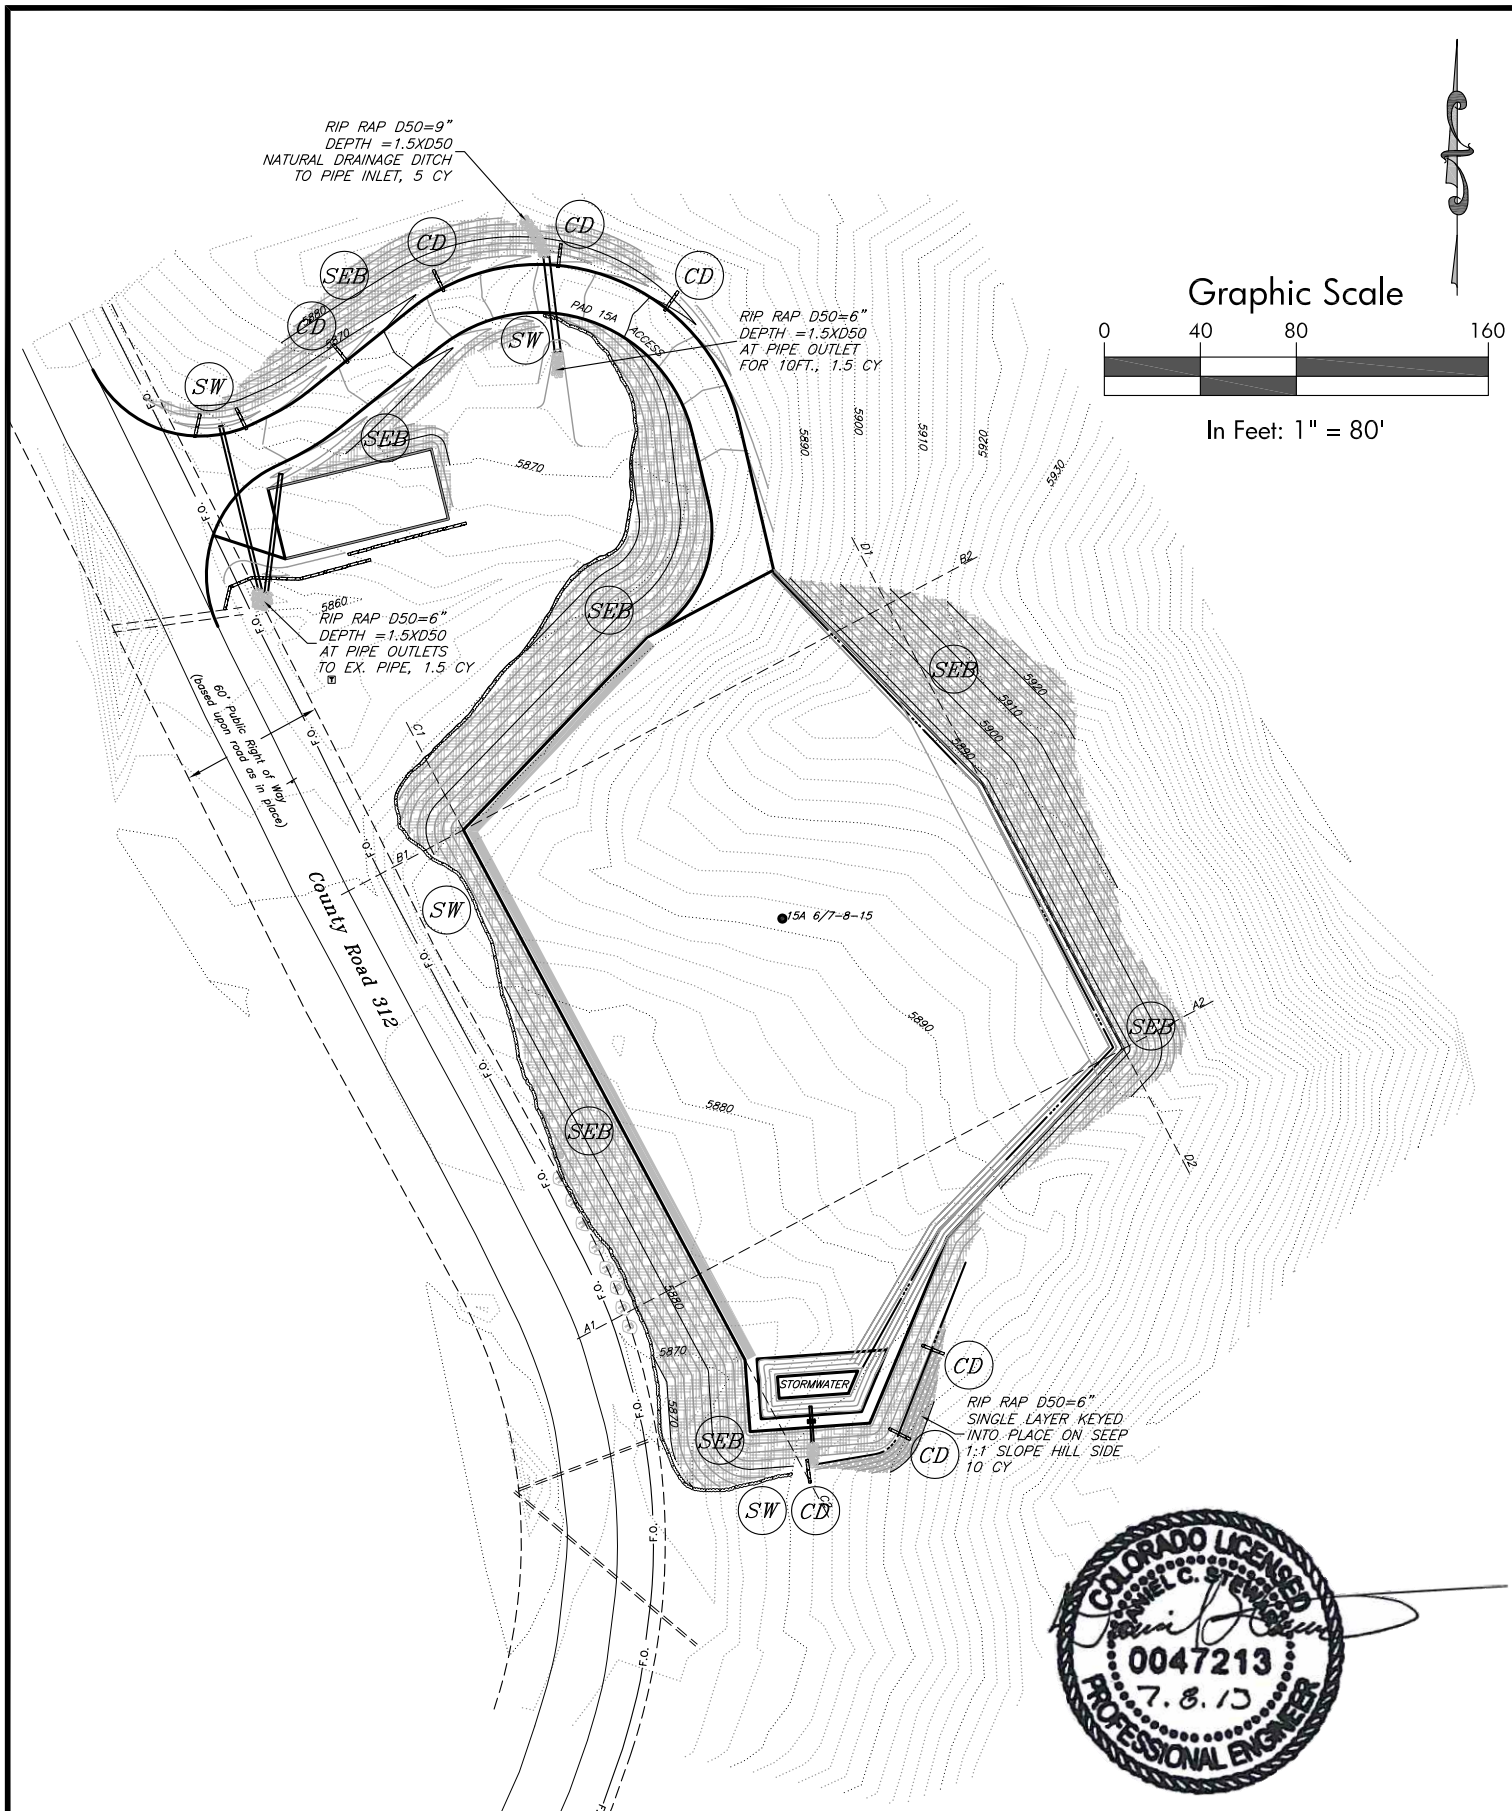 RIP RAP D50=9"
DEPTH =1.5XD50
NATURAL DRAINAGE DITCH
TO PIPE INLET, 5 CY
CD
CD
SEB
CD
CD
5880
5870
SW
SW
PAD 15A
ACCESS
RIP RAP D50=6"
DEPTH =1.5XD50
AT PIPE OUTLET
FOR 10FT., 1.5 CY
Graphic Scale
0 40 80 160
In Feet: 1" = 80'
F.O.
SEB
5870
5890
5900
5910
5920
5930
F.O.
D1
B2
5860
RIP RAP D50=6"
DEPTH =1.5XD50
AT PIPE OUTLETS
TO EX. PIPE, 1.5 CY
T
F.O.
SEB
SEB
5920
5910
5900
5890
60' Public Right of Way
(based upon road as in place)
F.O.
C1
F.O.
B1
SW
County Road 312
15A 6/7-8-15
F.O.
5890
A2
SEB
F.O.
5880
SEB
F.O.
D2
F.O.
5880
A1
5870
5870
F.O.
STORMWATER
CD
RIP RAP D50=6"
SINGLE LAYER KEYED
INTO PLACE ON SEEP
1:1 SLOPE HILL SIDE
10 CY
SEB
CD
SW
CD
F.O.
F.O.
COLORADO LICENSED
DANIEL C. STEWART
0047213
7.8.13
PROFESSIONAL ENGINEER